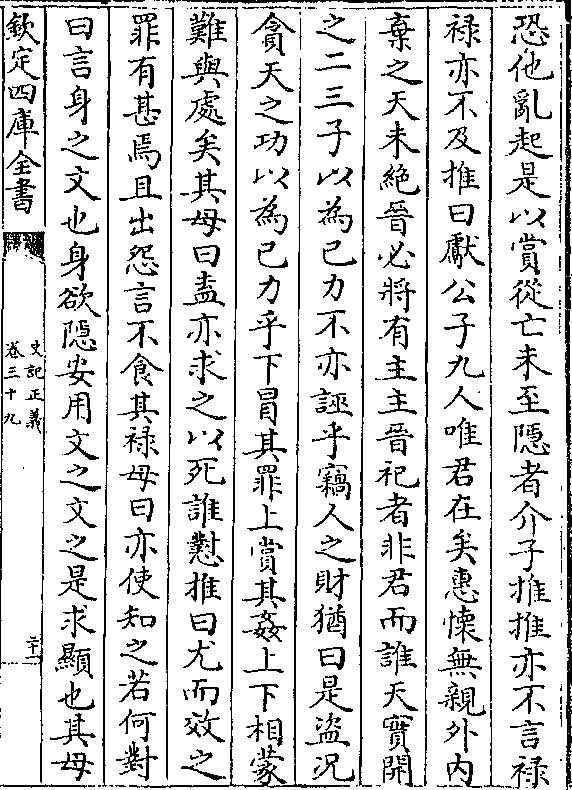 恐他亂起是以賞從亡未至隱者介子推推亦不言禄
禄亦不及推曰獻公子九人唯君在矣惠懷無親外内
棄之天未絶晉必將有主主晉祀者非君而誰天實開
之二三子以為已力不亦誣乎竊人之財猶曰是盜况
貪天之功以為已力乎下冒其罪上賞其姦上下相蒙
難與處矣其母曰盍亦求之以死誰懟推曰尤而效之
罪有甚焉且出怨言不食其禄母曰亦使知之若何對
曰言身之文也身欲隱安用文之文之是求顯也其母
欽定四庫全書
史記正義
卷三十九
二十二